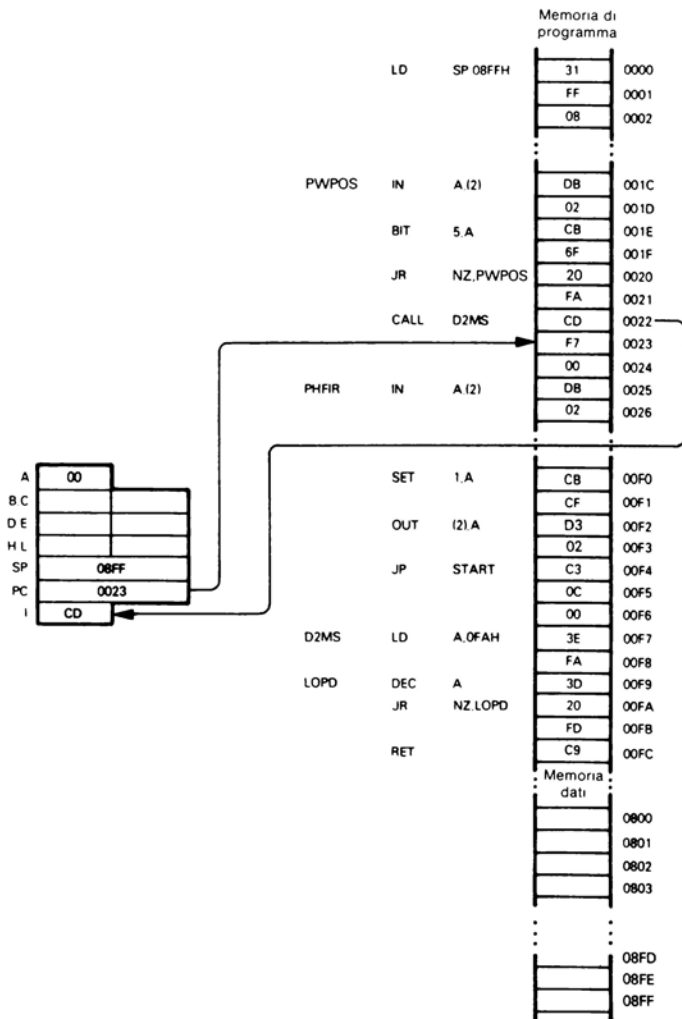 Memoria di
programma
LD SP 08FFH 31 0000
FF 0001
08 0002
PWPOS IN A,(2) DB 001C
02 001D
BIT 5,A CB 001E
6F 001F
JR NZ,PWPOS 20 0020
FA 0021
CALL D2MS CD 0022
F7 0023
00 0024
PHFIR IN A,(2) DB 0025
02 0026
A 00
B C
D E
H L
SP 08FF
PC 0023
I CD
SET 1,A CB 00F0
CF 00F1
OUT (2),A D3 00F2
02 00F3
JP START C3 00F4
0C 00F5
00 00F6
D2MS LD A,0FAH 3E 00F7
FA 00F8
LOPD DEC A 3D 00F9
JR NZ,LOPD 20 00FA
FD 00FB
RET C9 00FC
Memoria
dati
0800
0801
0802
0803
08FD
08FE
08FF